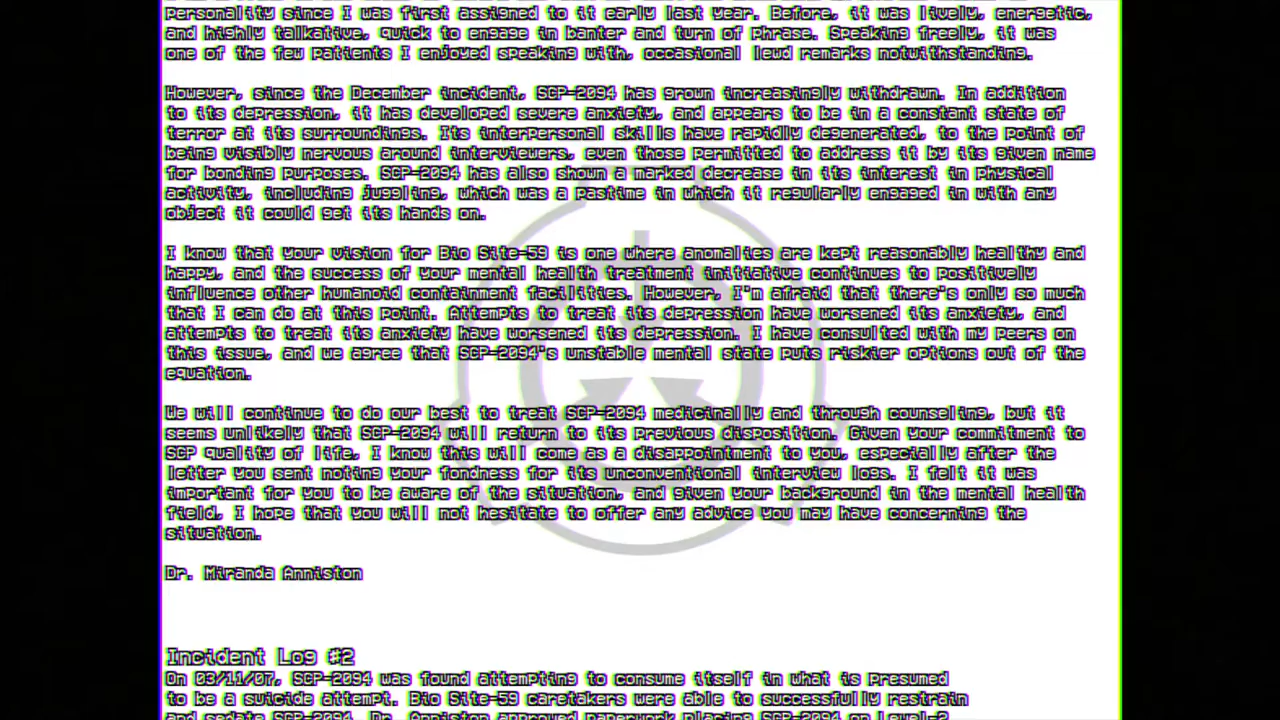 personality since I was first assigned to it early last year. Before, it was lively, energetic,
and highly talkative, quick to engage in banter and turn of phrase. Speaking freely, it was
one of the few patients I enjoyed speaking with, occasional lewd remarks notwithstanding.
However, since the December incident, SCP-2094 has grown increasingly withdrawn. In addition
to its depression, it has developed severe anxiety, and appears to be in a constant state of
terror at its surroundings. Its interpersonal skills have rapidly degenerated, to the point of
being visibly nervous around interviewers, even those permitted to address it by its given name
for bonding purposes. SCP-2094 has also shown a marked decrease in its interest in physical
activity, including juggling, which was a pastime in which it regularly engaged in with any
object it could get its hands on.
I know that your vision for Bio Site-59 is one where anomalies are kept reasonably healthy and
happy, and the success of your mental health treatment initiative continues to positively
influence other humanoid containment facilities. However, I'm afraid that there's only so much
that I can do at this point. Attempts to treat its depression have worsened its anxiety, and
attempts to treat its anxiety have worsened its depression. I have consulted with my peers on
this issue, and we agree that SCP-2094's unstable mental state puts riskier options out of the
equation.
We will continue to do our best to treat SCP-2094 medicinally and through counseling, but it
seems unlikely that SCP-2094 will return to its previous disposition. Given your commitment to
SCP quality of life, I know this will come as a disappointment to you, especially after the
letter you sent noting your fondness for its unconventional interview logs. I felt it was
important for you to be aware of the situation, and given your background in the mental health
field, I hope that you will not hesitate to offer any advice you may have concerning the
situation.
Dr. Miranda Anniston
Incident Log #2
On 03/11/07, SCP-2094 was found attempting to consume itself in what is presumed
to be a suicide attempt. Bio Site-59 caretakers were able to successfully restrain
and sedate SCP-2094. Dr. Anniston approved paperwork placing SCP-2094 on Level-2